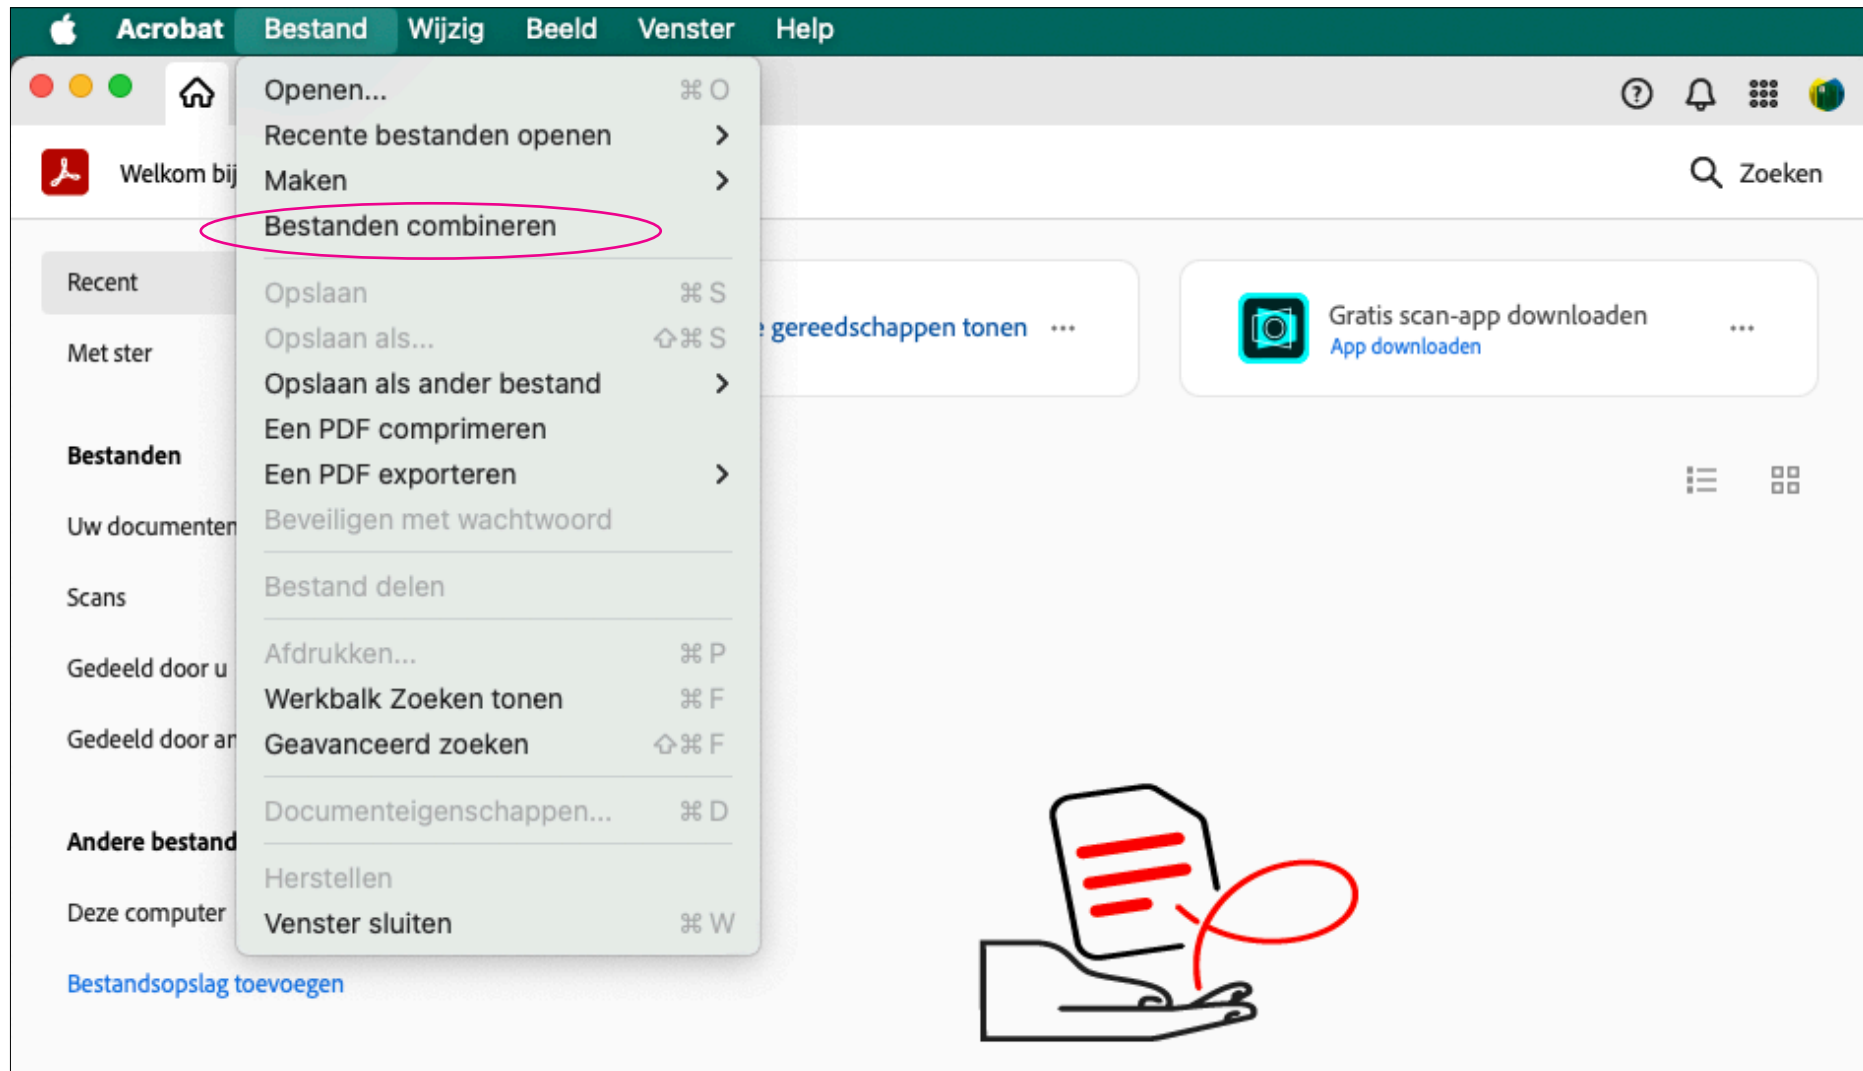 Acrobat Bestand Wijzig Beeld Venster Help
Openen... ⌘ O
Recente bestanden openen
Welkom bij
Maken
Zoeken
Bestanden combineren
Recent
Opslaan ⌘ S
Opslaan als... ⇧⌘ S
Met ster
Opslaan als ander bestand
Een PDF comprimeren
Bestanden
Een PDF exporteren
Uw documenten
Beveiligen met wachtwoord
Bestand delen
Scans
Afdrukken... ⌘ P
Gedeeld door u
Werkbalk Zoeken tonen ⌘ F
Gedeeld door an
Geavanceerd zoeken ⇧⌘ F
Documenteigenschappen... ⌘ D
Andere bestand
Herstellen
Deze computer
Venster sluiten ⌘ W
Bestandsopslag toevoegen
e gereedschappen tonen ...
Gratis scan-app downloaden ...
App downloaden